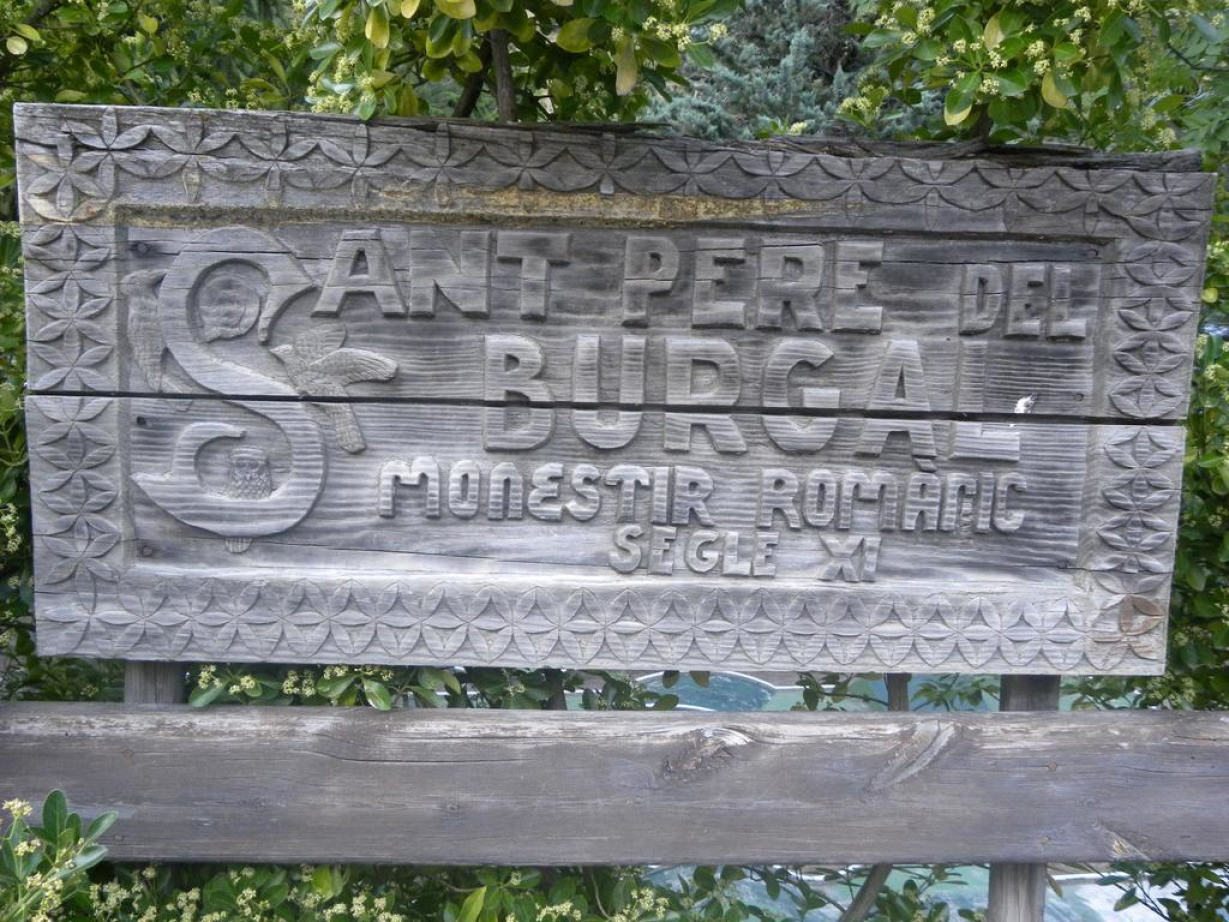 SANT PERE DEL
BURGAL
MONESTIR ROMÀNIC
SEGLE XI